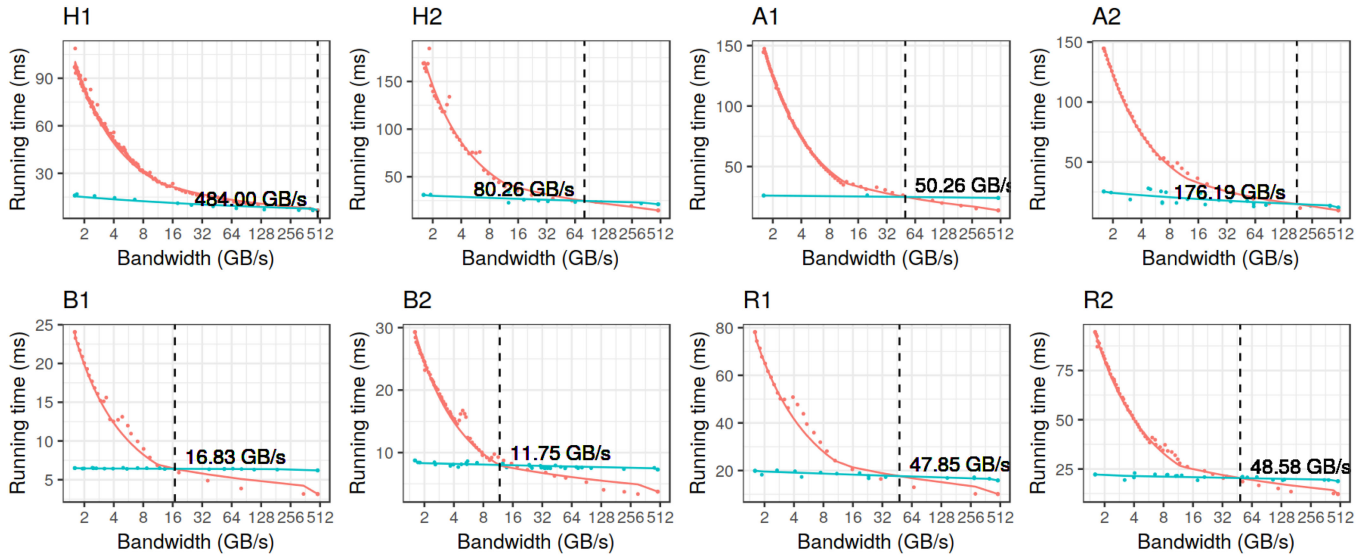 H1
H2
A1
A2
Running time (ms)
90
60
30
484.00 GB/s
2 4 8 16 32 64 128 256 512
Bandwidth (GB/s)
Running time (ms)
150
100
50
80.26 GB/s
2 4 8 16 32 64 128 256 512
Bandwidth (GB/s)
Running time (ms)
150
100
50
50.26 GB/s
2 4 8 16 32 64 128 256 512
Bandwidth (GB/s)
Running time (ms)
150
100
50
176.19 GB/s
2 4 8 16 32 64 128 256 512
Bandwidth (GB/s)
B1
B2
R1
R2
Running time (ms)
25
20
15
10
5
16.83 GB/s
2 4 8 16 32 64 128 256 512
Bandwidth (GB/s)
Running time (ms)
30
20
10
11.75 GB/s
2 4 8 16 32 64 128 256 512
Bandwidth (GB/s)
Running time (ms)
80
60
40
20
47.85 GB/s
2 4 8 16 32 64 128 256 512
Bandwidth (GB/s)
Running time (ms)
75
50
25
48.58 GB/s
2 4 8 16 32 64 128 256 512
Bandwidth (GB/s)